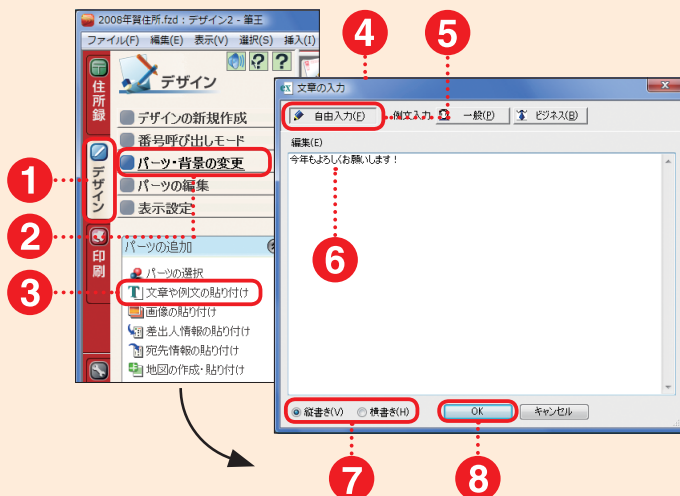 2008年賀住所.fzd : デザイン2 - 筆王
ファイル(F) 編集(E) 表示(V) 選択(S) 挿入(I)
住所録
デザイン
印刷
デザイン
デザインの新規作成
番号呼び出しモード
パーツ・背景の変更
パーツの編集
表示設定
パーツの追加
パーツの選択
文章や例文の貼り付け
画像の貼り付け
差出人情報の貼り付け
宛先情報の貼り付け
地図の作成・貼り付け
1
2
3
4
5
文章の入力
自由入力(F) 例文入力 一般(P) ビジネス(B)
編集(E)
今年もよろしくお願いします!
6
縦書き(V) 横書き(H) OK キャンセル
7
8